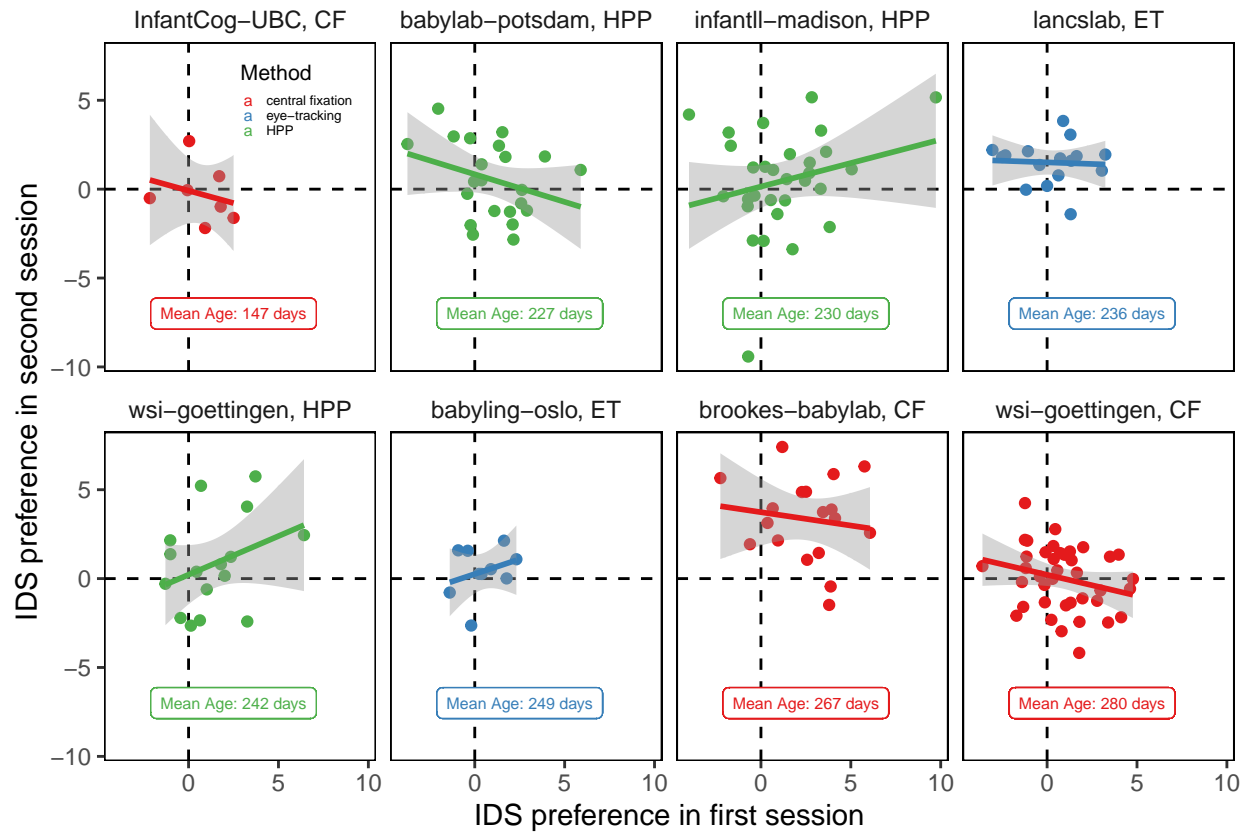 InfantCog−UBC, CF
babylab−potsdam, HPP
infantll−madison, HPP
lancslab, ET
Method
a central fixation
a eye−tracking
a HPP
5
0
−5
−10
Mean Age: 147 days
Mean Age: 227 days
Mean Age: 230 days
Mean Age: 236 days
IDS preference in second session
wsi−goettingen, HPP
babyling−oslo, ET
brookes−babylab, CF
wsi−goettingen, CF
5
0
−5
−10
Mean Age: 242 days
Mean Age: 249 days
Mean Age: 267 days
Mean Age: 280 days
0 5 10
0 5 10
0 5 10
0 5 10
IDS preference in first session